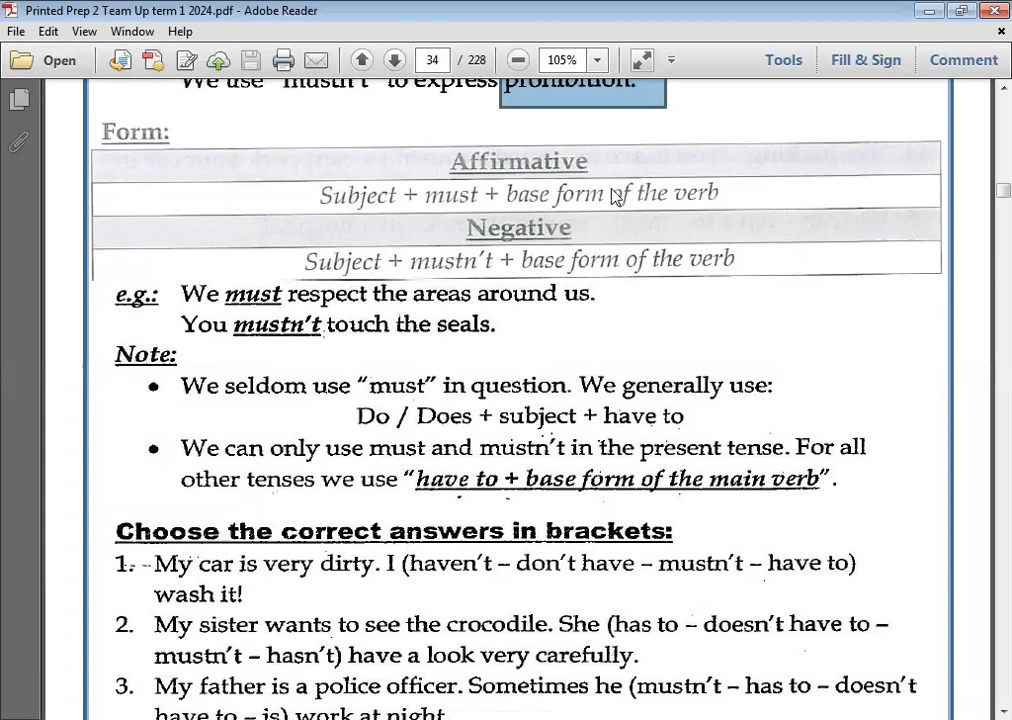 Printed Prep 2 Team Up term 1 2024.pdf - Adobe Reader
File Edit View Window Help
Open 34 / 228 105% Tools Fill & Sign Comment
We use "mustn't" to express prohibition.
Form:
Affirmative
Subject + must + base form of the verb
Negative
Subject + mustn't + base form of the verb
e.g.: We must respect the areas around us.
You mustn't touch the seals.
Note:
• We seldom use "must" in question. We generally use:
Do / Does + subject + have to
• We can only use must and mustn't in the present tense. For all
other tenses we use "have to + base form of the main verb".
Choose the correct answers in brackets:
1. My car is very dirty. I (haven't – don't have – mustn't – have to)
wash it!
2. My sister wants to see the crocodile. She (has to – doesn't have to –
mustn't – hasn't) have a look very carefully.
3. My father is a police officer. Sometimes he (mustn't – has to – doesn't
have to – is) work at night.